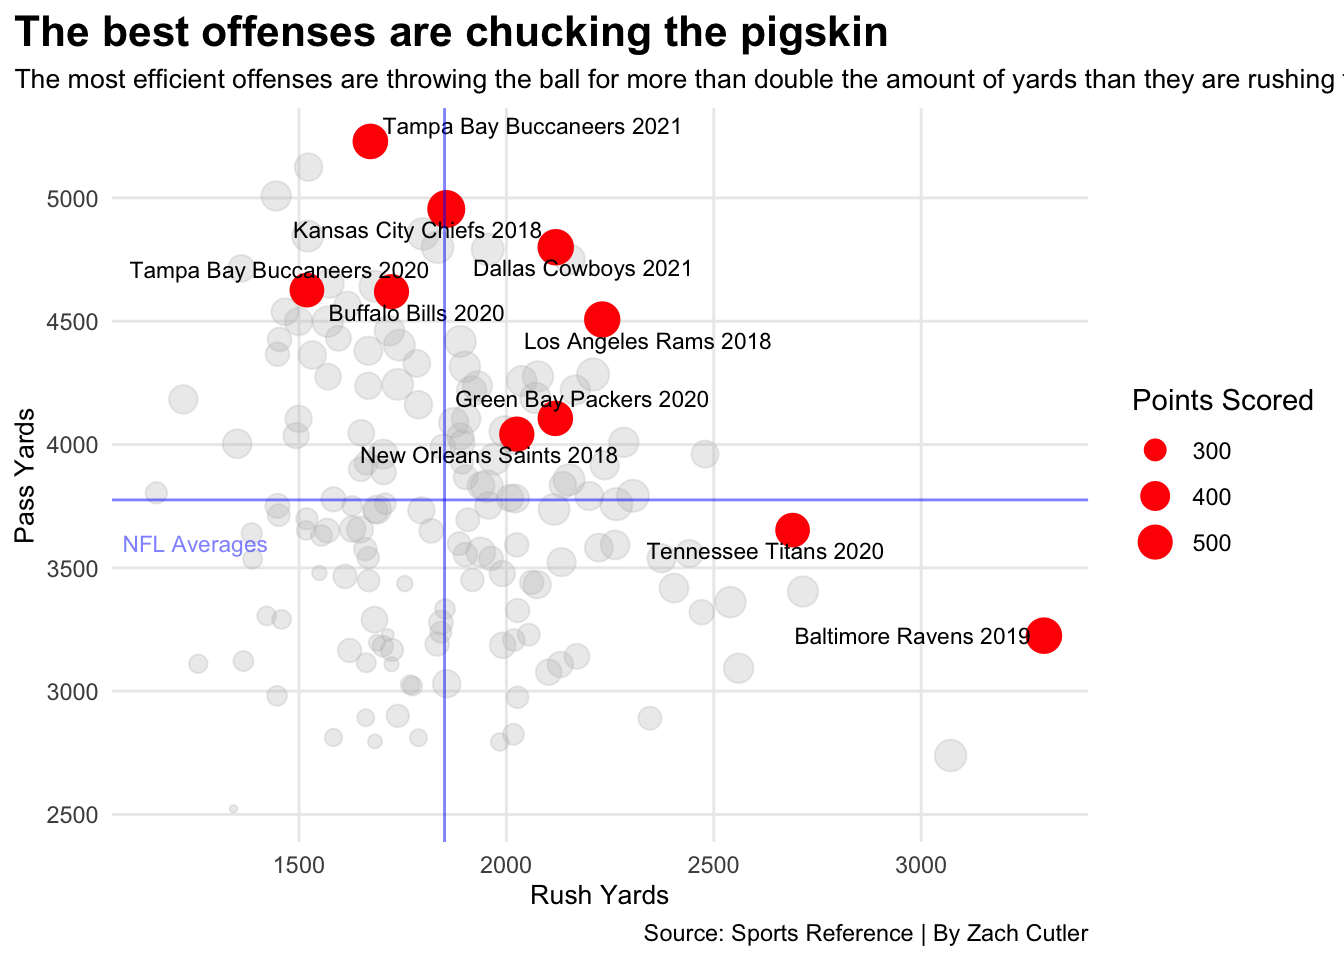 The best offenses are chucking the pigskin
The most efficient offenses are throwing the ball for more than double the amount of yards than they are rushing
Tampa Bay Buccaneers 2021
5000
Kansas City Chiefs 2018
Dallas Cowboys 2021
Tampa Bay Buccaneers 2020
Buffalo Bills 2020
4500
Los Angeles Rams 2018
Green Bay Packers 2020
4000
New Orleans Saints 2018
NFL Averages
Tennessee Titans 2020
3500
Baltimore Ravens 2019
3000
2500
Pass Yards
1500
2000
2500
3000
Rush Yards
Points Scored
300
400
500
Source: Sports Reference | By Zach Cutler